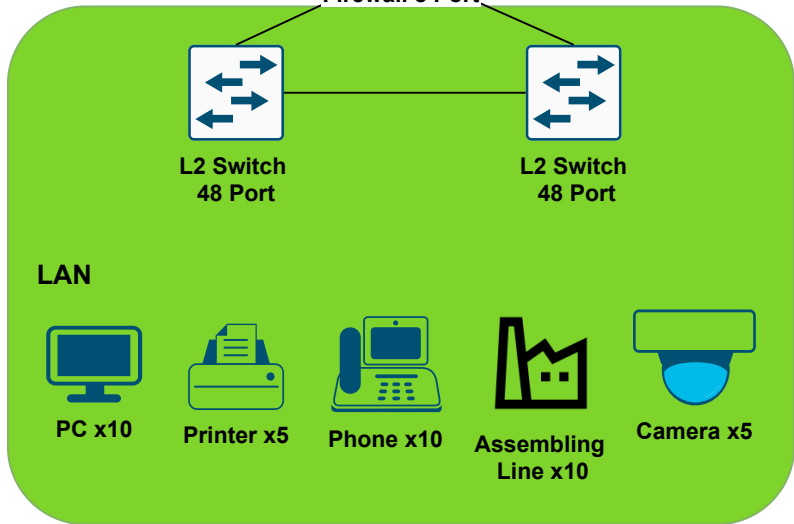 L2 Switch
48 Port
L2 Switch
48 Port
LAN
PC x10
Printer x5
Phone x10
Assembling
Line x10
Camera x5